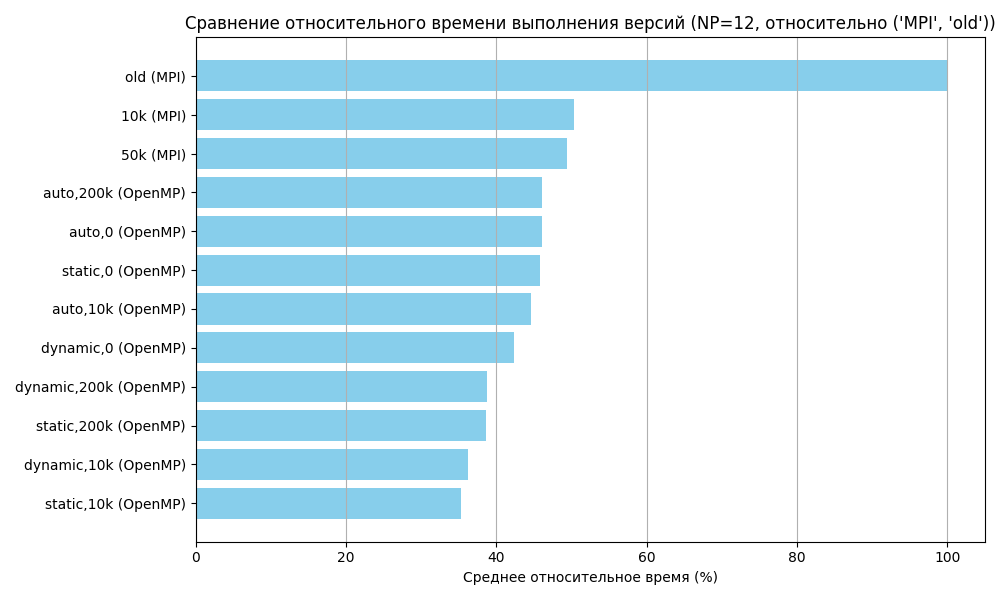 Сравнение относительного времени выполнения версий (NP=12, относительно ('MPI', 'old'))
old (MPI)
10k (MPI)
50k (MPI)
auto,200k (OpenMP)
auto,0 (OpenMP)
static,0 (OpenMP)
auto,10k (OpenMP)
dynamic,0 (OpenMP)
dynamic,200k (OpenMP)
static,200k (OpenMP)
dynamic,10k (OpenMP)
static,10k (OpenMP)
0 20 40 60 80 100
Среднее относительное время (%)